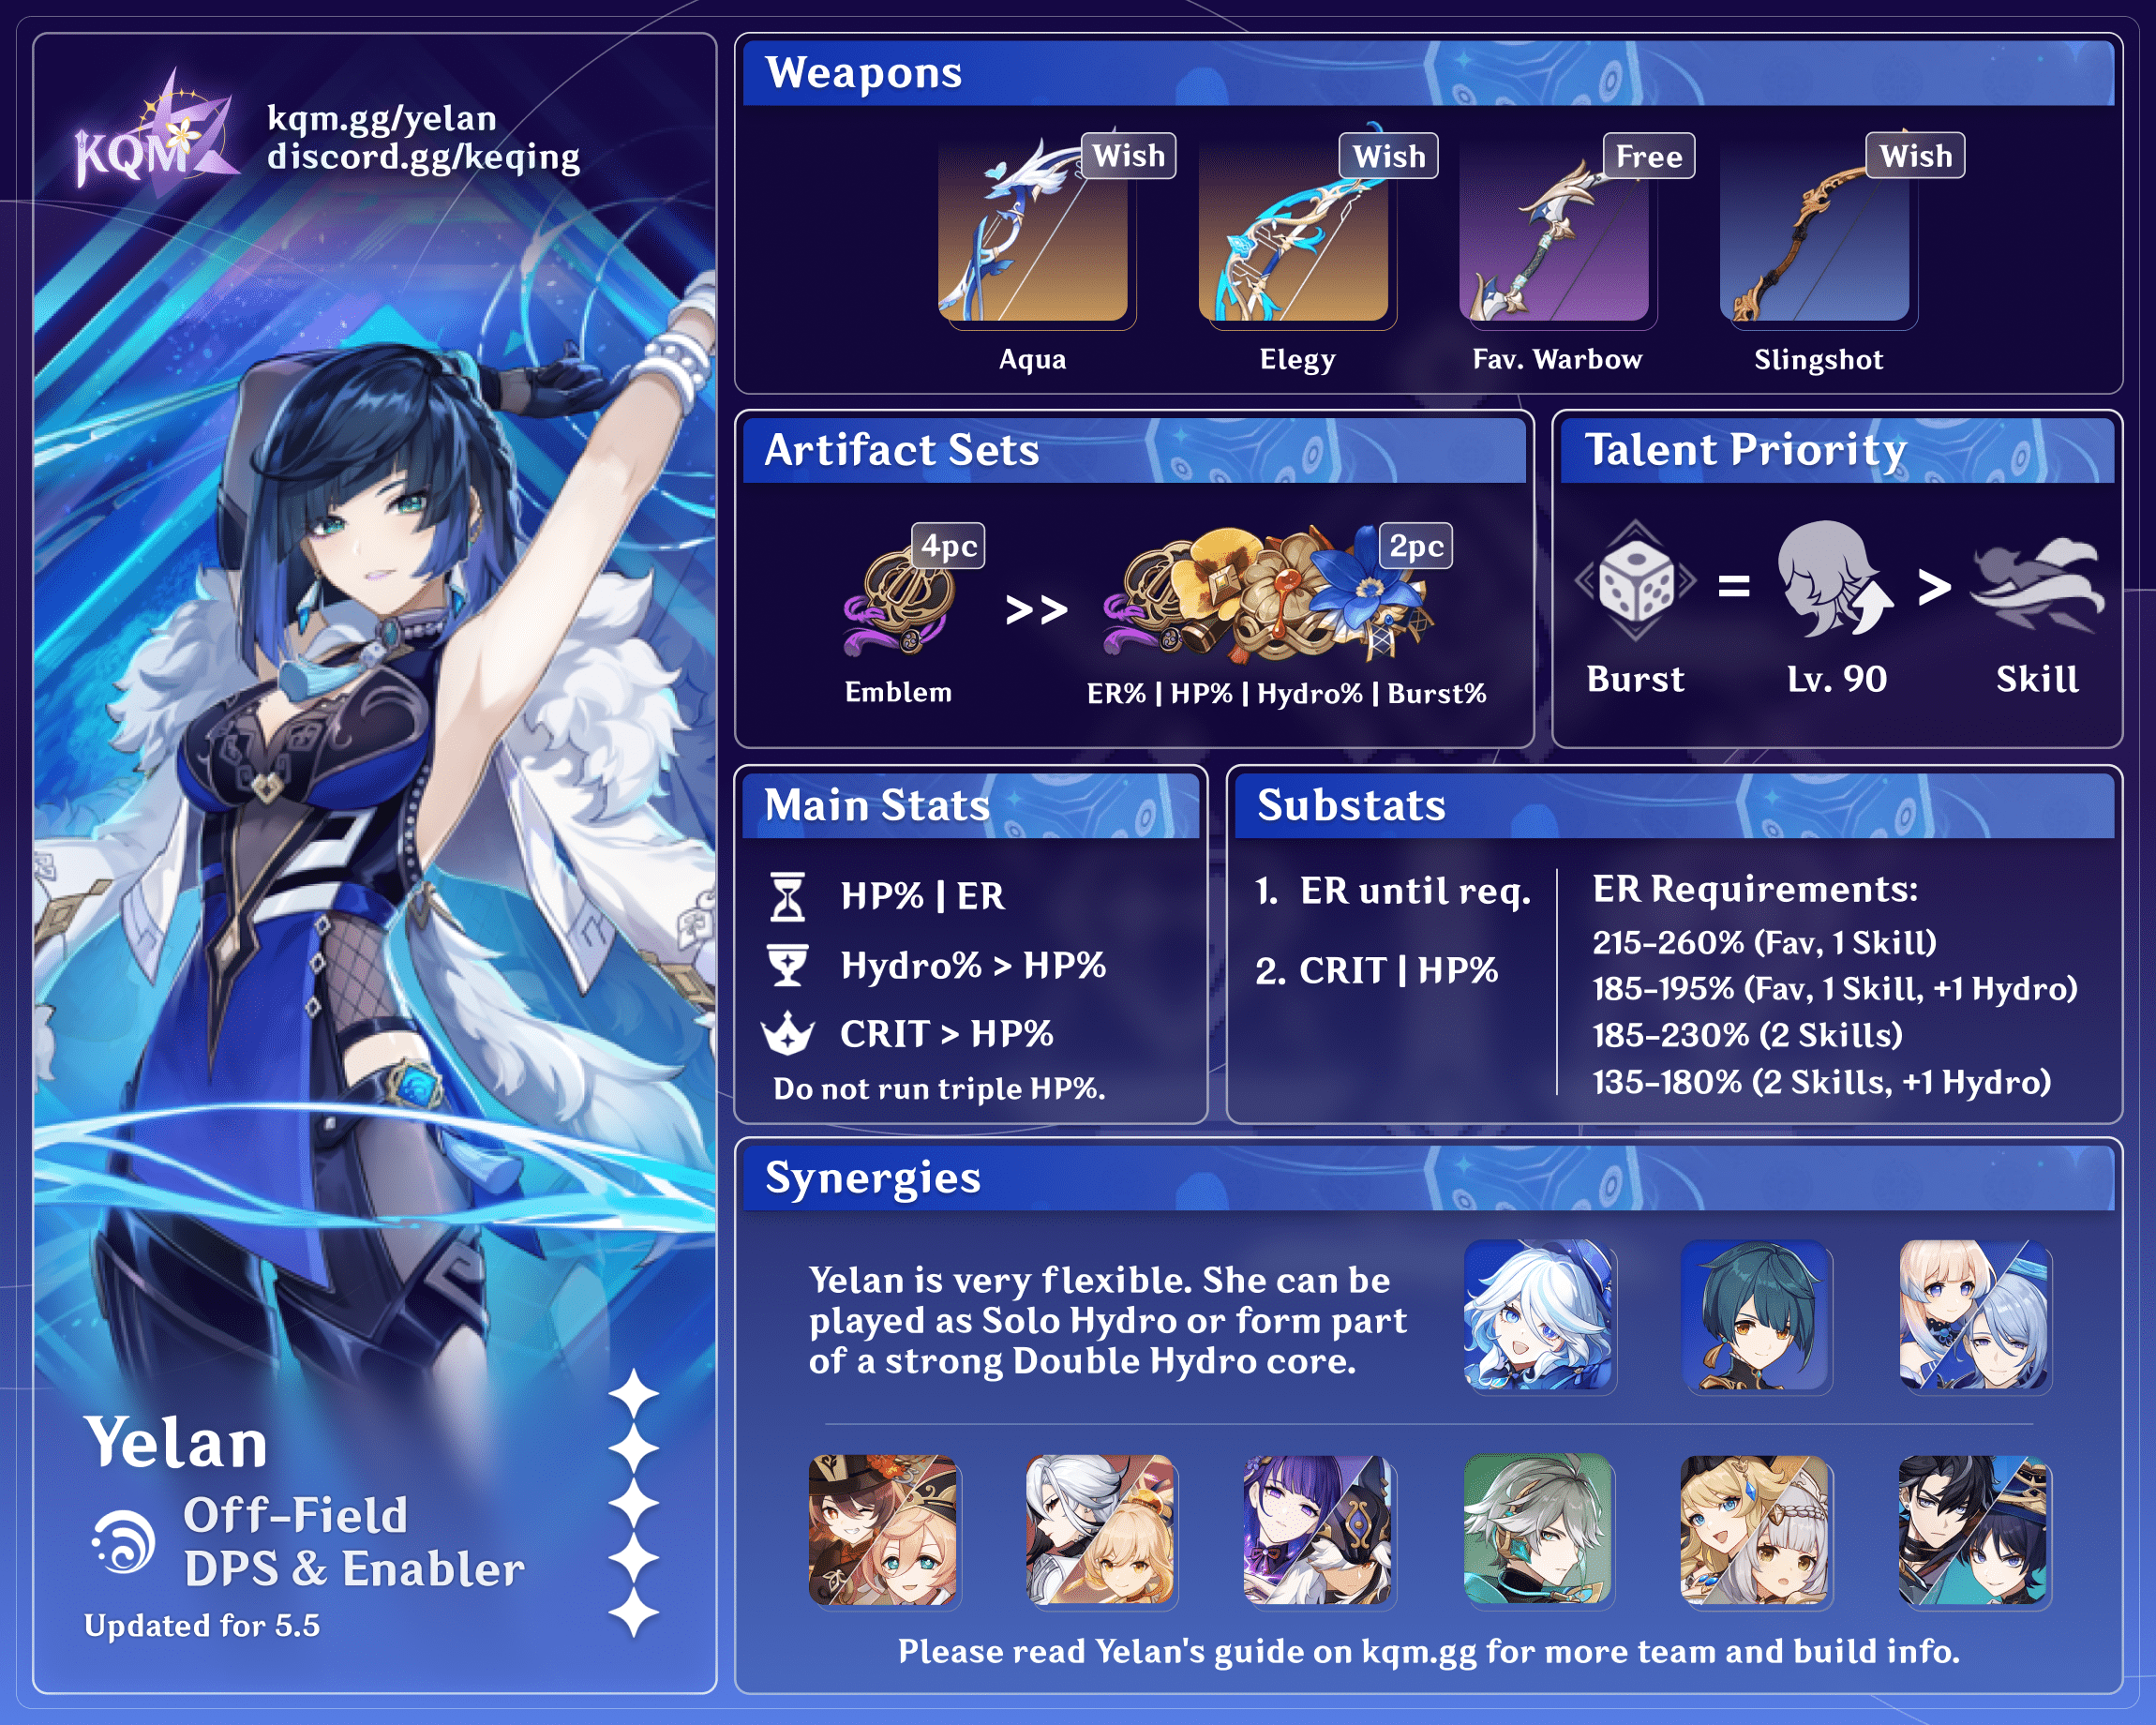 KQM
kqm.gg/yelan
discord.gg/keqing
Yelan
Off-Field
DPS & Enabler
Updated for 5.5
Weapons
Wish
Wish
Free
Wish
Aqua
Elegy
Fav. Warbow
Slingshot
Artifact Sets
4pc
>>
2pc
Emblem
ER% | HP% | Hydro% | Burst%
Talent Priority
= >
Burst
Lv. 90
Skill
Main Stats
HP% | ER
Hydro% > HP%
CRIT > HP%
Do not run triple HP%.
Substats
1. ER until req.
2. CRIT | HP%
ER Requirements:
215-260% (Fav, 1 Skill)
185-195% (Fav, 1 Skill, +1 Hydro)
185-230% (2 Skills)
135-180% (2 Skills, +1 Hydro)
Synergies
Yelan is very flexible. She can be
played as Solo Hydro or form part
of a strong Double Hydro core.
Please read Yelan's guide on kqm.gg for more team and build info.